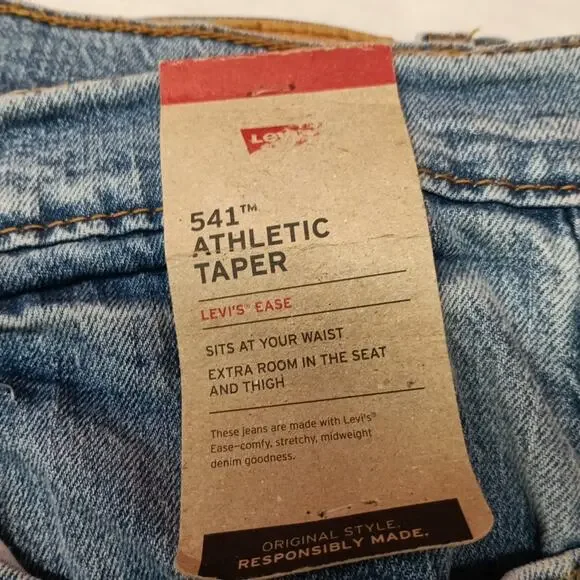 Levi's
541™
ATHLETIC
TAPER
LEVI'S® EASE
SITS AT YOUR WAIST
EXTRA ROOM IN THE SEAT
AND THIGH
These jeans are made with Levi's®
Ease–comfy, stretchy, midweight
denim goodness.
ORIGINAL STYLE.
RESPONSIBLY MADE.